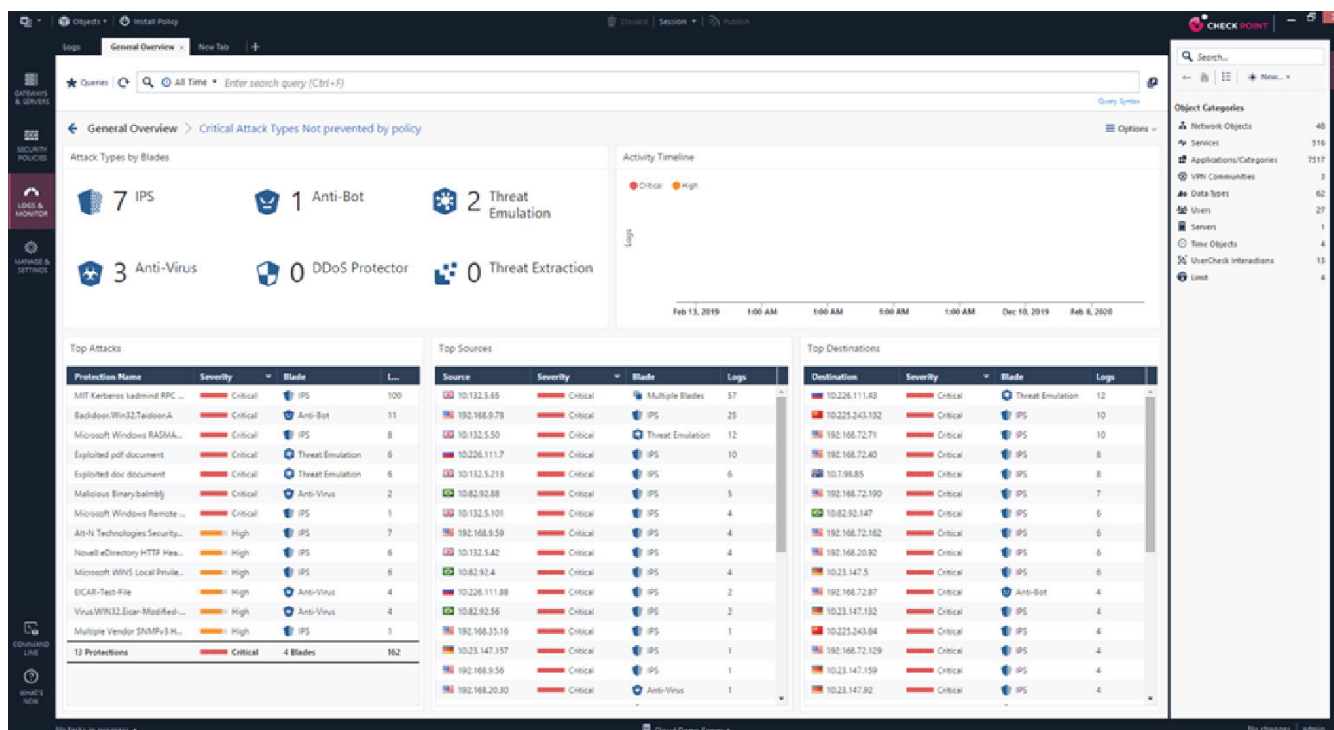 Objects Install Policy Discard Session Publish CHECK POINT
Logs General Overview New Tab
Search...
Queries All Time Enter search query (Ctrl+F)
New...
Query Syntax
GATEWAYS & SERVERS
SECURITY POLICIES
LOGS & MONITOR
MANAGE & SETTINGS
COMMAND LINE
WHAT'S NEW
General Overview > Critical Attack Types Not prevented by policy Options
Attack Types by Blades
7 IPS
1 Anti-Bot
2 Threat Emulation
3 Anti-Virus
0 DDoS Protector
0 Threat Extraction
Activity Timeline
Critical High
Logs
Feb 13, 2019 1:00 AM 1:00 AM 1:00 AM 1:00 AM Dec 10, 2019 Feb 8, 2020
Top Attacks
Protection Name Severity Blade L...
MIT Kerberos kadmind RPC ... Critical IPS 100
Backdoor.Win32.Taidoor.A Critical Anti-Bot 11
Microsoft Windows RASMA... Critical IPS 8
Exploited pdf document Critical Threat Emulation 6
Exploited doc document Critical Threat Emulation 6
Malicious Binary.balmblj Critical Anti-Virus 2
Microsoft Windows Remote ... Critical IPS 1
Alt-N Technologies Security... High IPS 7
Novell eDirectory HTTP Hea... High IPS 6
Microsoft WINS Local Privile... High IPS 6
EICAR-Test-File High Anti-Virus 4
Virus.WIN32.Eicar-Modified-... High Anti-Virus 4
Multiple Vendor SNMPv3 H... High IPS 1
13 Protections Critical 4 Blades 162
Top Sources
Source Severity Blade Logs
10.132.5.65 Critical Multiple Blades 57
192.168.9.78 Critical IPS 25
10.132.5.50 Critical Threat Emulation 12
10.226.111.7 Critical IPS 10
10.132.5.213 Critical IPS 6
10.82.92.88 Critical IPS 5
10.132.5.101 Critical IPS 4
192.168.9.59 Critical IPS 4
10.132.5.42 Critical IPS 4
10.82.92.4 Critical IPS 4
10.226.111.88 Critical IPS 2
10.82.92.56 Critical IPS 2
192.168.35.16 Critical IPS 1
10.23.147.157 Critical IPS 1
192.168.9.56 Critical IPS 1
192.168.20.30 Critical Anti-Virus 1
Top Destinations
Destination Severity Blade Logs
10.226.111.43 Critical Threat Emulation 12
10.225.243.132 Critical IPS 10
192.168.72.71 Critical IPS 10
192.168.72.40 Critical IPS 8
10.7.98.85 Critical IPS 8
192.168.72.190 Critical IPS 7
10.82.92.147 Critical IPS 6
192.168.72.162 Critical IPS 6
192.168.20.92 Critical IPS 6
10.23.147.5 Critical IPS 6
192.168.72.87 Critical Anti-Bot 4
10.23.147.132 Critical IPS 4
10.225.243.64 Critical IPS 4
192.168.72.129 Critical IPS 4
10.23.147.159 Critical IPS 4
10.23.147.92 Critical IPS 4
Object Categories
Network Objects 48
Services 516
Applications/Categories 7517
VPN Communities 3
Data Types 62
Users 27
Servers 1
Time Objects 4
UserCheck Interactions 13
Limit 4
No changes admin